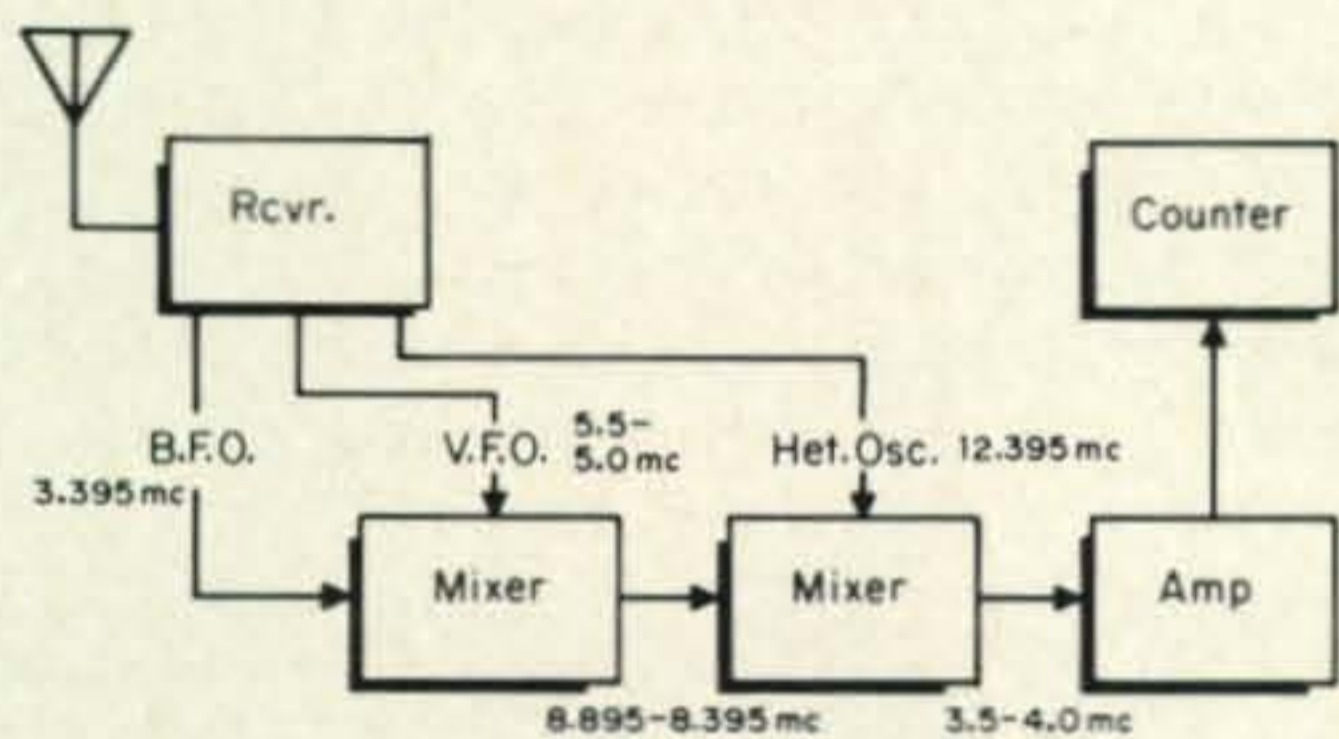 Rcvr.
Counter
B.F.O.
3.395 mc
V.F.O.
5.5-
5.0 mc
Het. Osc. 12.395 mc
Mixer
Mixer
Amp
8.895-8.395 mc
3.5-4.0 mc